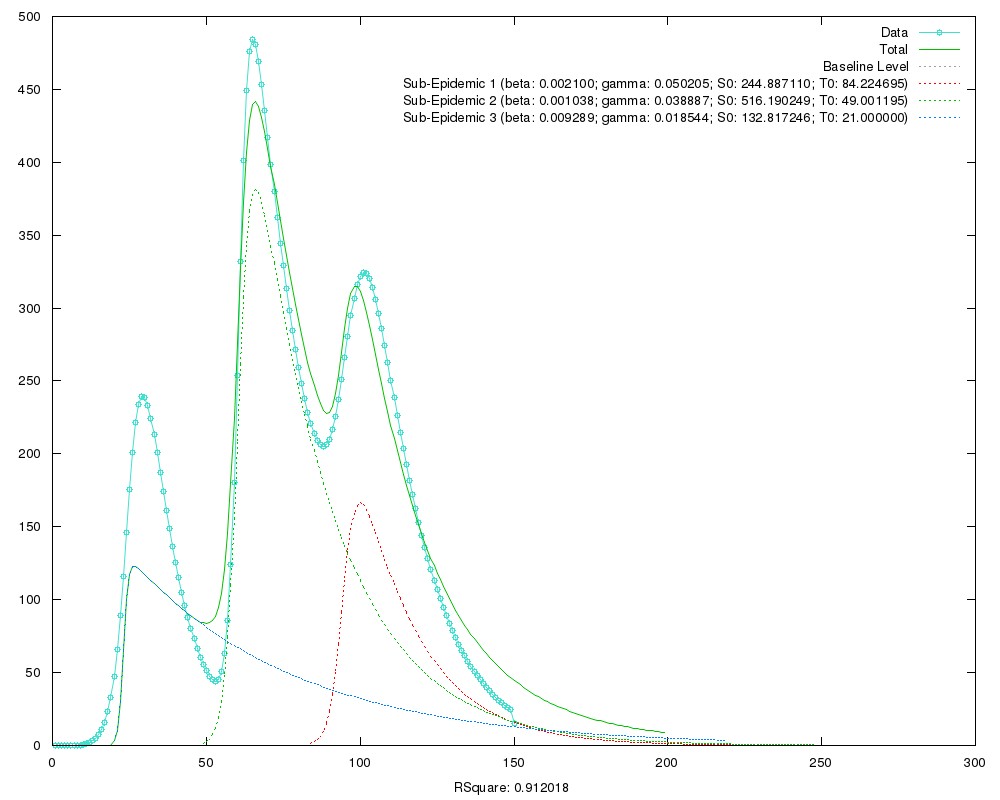 500
450
400
350
300
250
200
150
100
50
0
Data
Total
Baseline Level
Sub-Epidemic 1 (beta: 0.002100; gamma: 0.050205; S0: 244.887110; T0: 84.224695)
Sub-Epidemic 2 (beta: 0.001038; gamma: 0.038887; S0: 516.190249; T0: 49.001195)
Sub-Epidemic 3 (beta: 0.009289; gamma: 0.018544; S0: 132.817246; T0: 21.000000)
0 50 100 150 200 250 300
RSquare: 0.912018